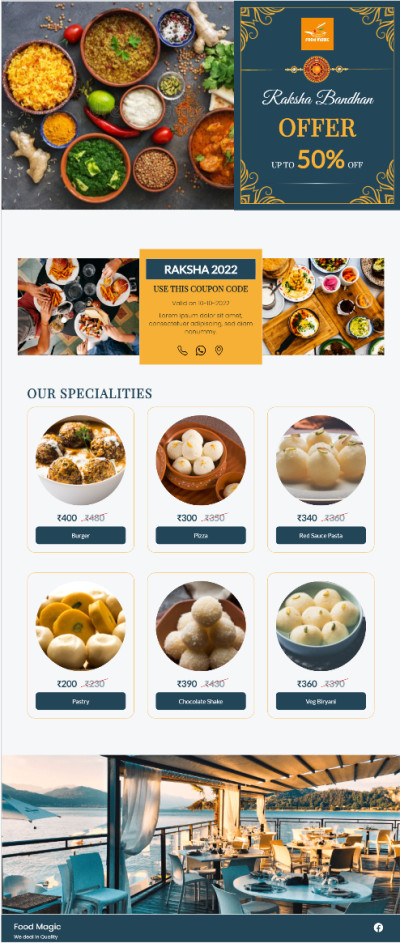 Food Magic
Raksha Bandhan
OFFER
UP TO 50% OFF
RAKSHA 2022
USE THIS COUPON CODE
Valid on 10-10-2022
Lorem ipsum dolor sit amet,
consectetuer adipiscing, sed diam
nonummy.
OUR SPECIALITIES
₹400 ₹480
₹300 ₹350
₹340 ₹360
Burger
Pizza
Red Sauce Pasta
₹200 ₹230
₹390 ₹430
₹360 ₹390
Pastry
Chocolate Shake
Veg Biryani
Food Magic
We deal in Quality